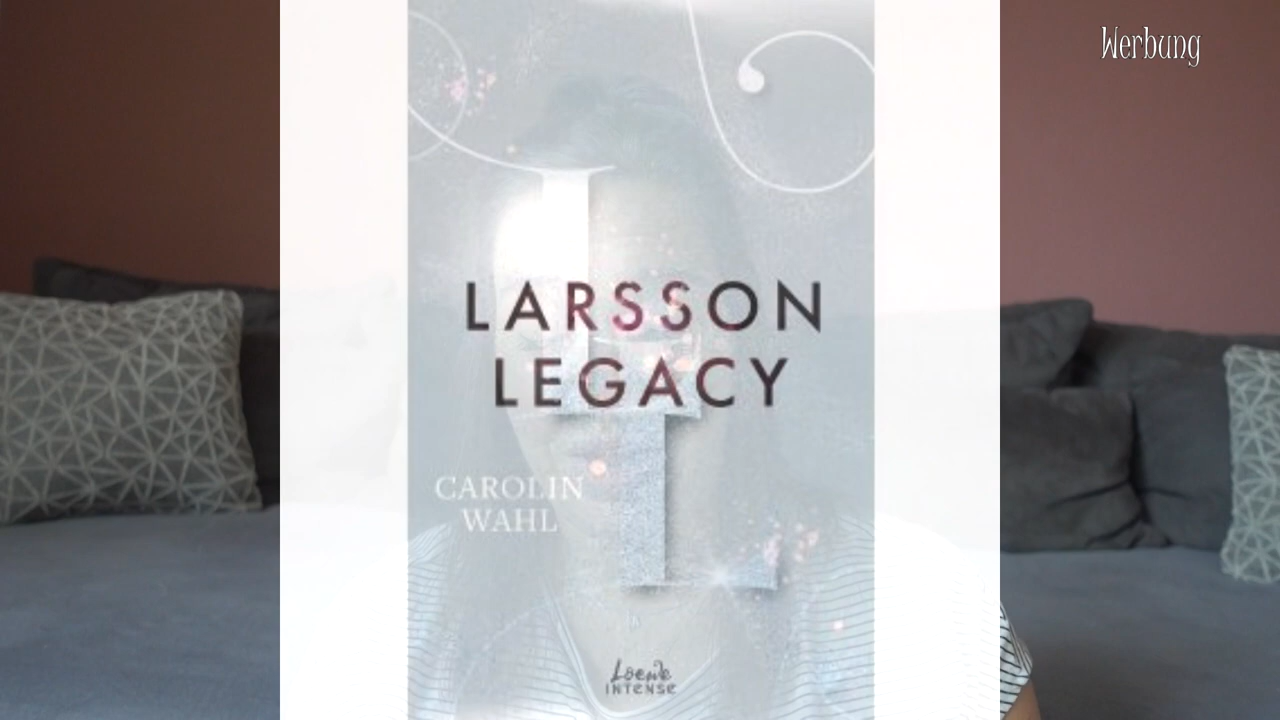 Werbung
LARSSON
LEGACY
CAROLIN
WAHL
Loewe
INTENSE